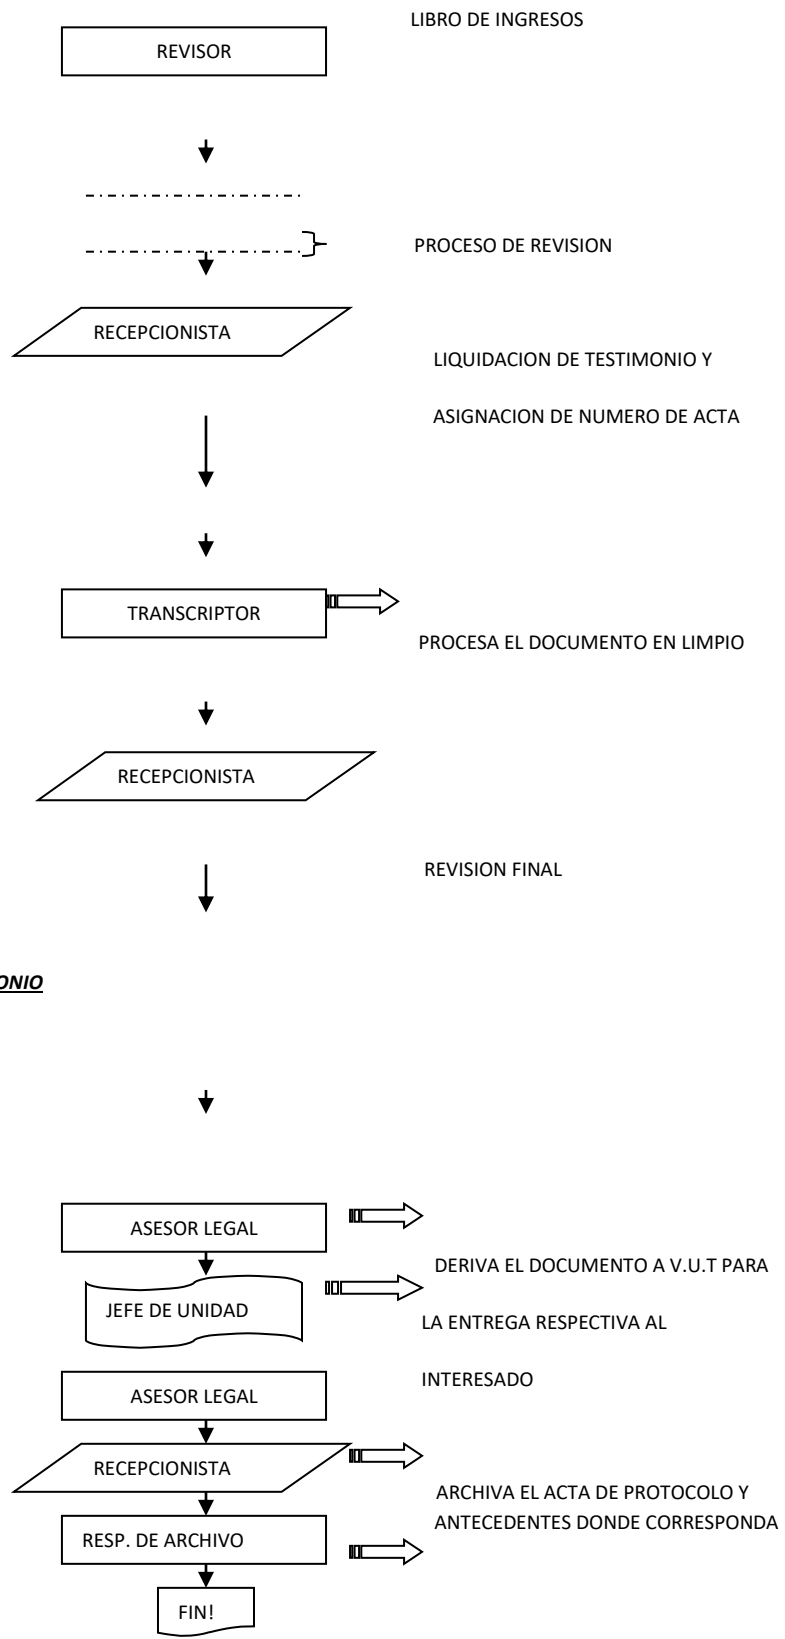 LIBRO DE INGRESOS
REVISOR
PROCESO DE REVISION
RECEPCIONISTA
LIQUIDACION DE TESTIMONIO Y
ASIGNACION DE NUMERO DE ACTA
TRANSCRIPTOR
PROCESA EL DOCUMENTO EN LIMPIO
RECEPCIONISTA
REVISION FINAL
ONIO
ASESOR LEGAL
DERIVA EL DOCUMENTO A V.U.T PARA
JEFE DE UNIDAD
LA ENTREGA RESPECTIVA AL
INTERESADO
ASESOR LEGAL
RECEPCIONISTA
ARCHIVA EL ACTA DE PROTOCOLO Y
ANTECEDENTES DONDE CORRESPONDA
RESP. DE ARCHIVO
FIN!